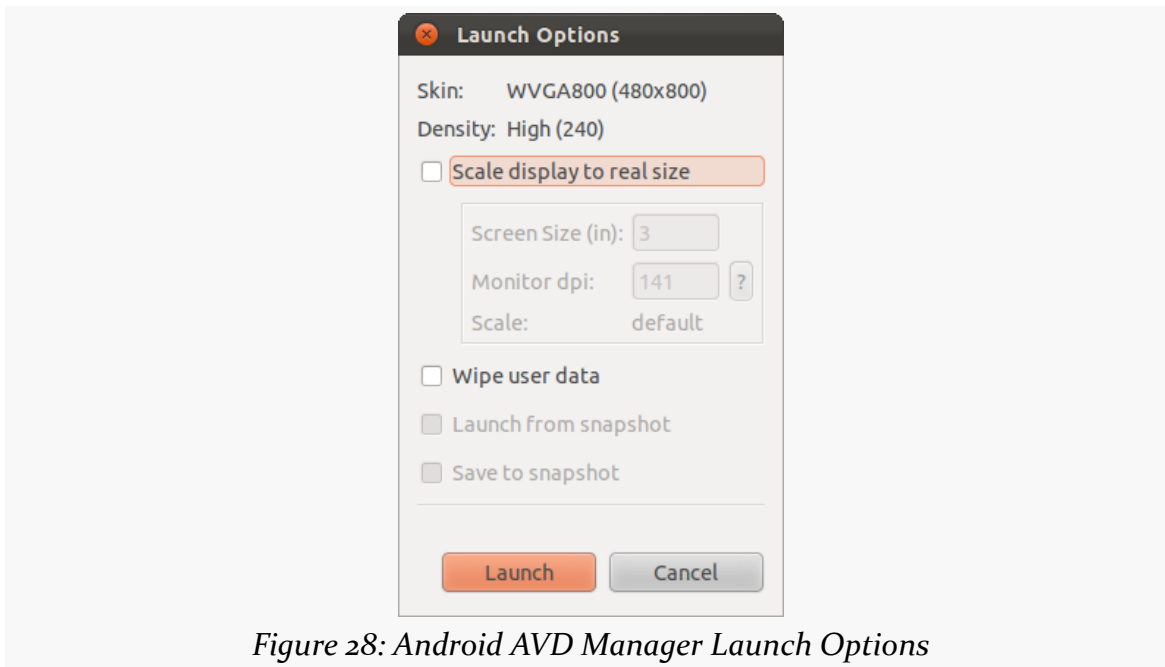 Launch Options
Skin: WVGA800 (480x800)
Density: High (240)
Scale display to real size
Screen Size (in): 3
Monitor dpi: 141 ?
Scale: default
Wipe user data
Launch from snapshot
Save to snapshot
Launch Cancel
Figure 28: Android AVD Manager Launch Options